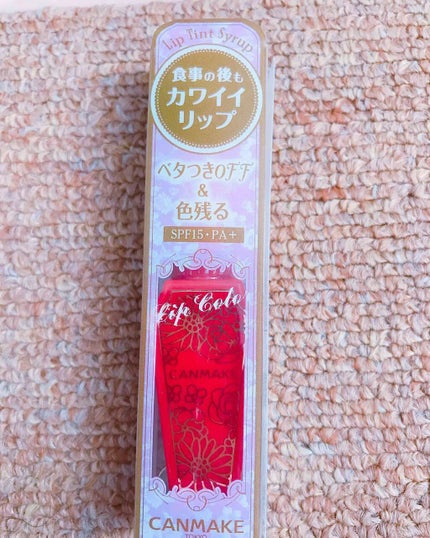 Lip Tint Syrup
食事の後も
カワイイ
リップ
ベタつきOFF
&
色残る
SPF15・PA+
Lip Colo
CANMAKE
CANMAKE
TOKYO